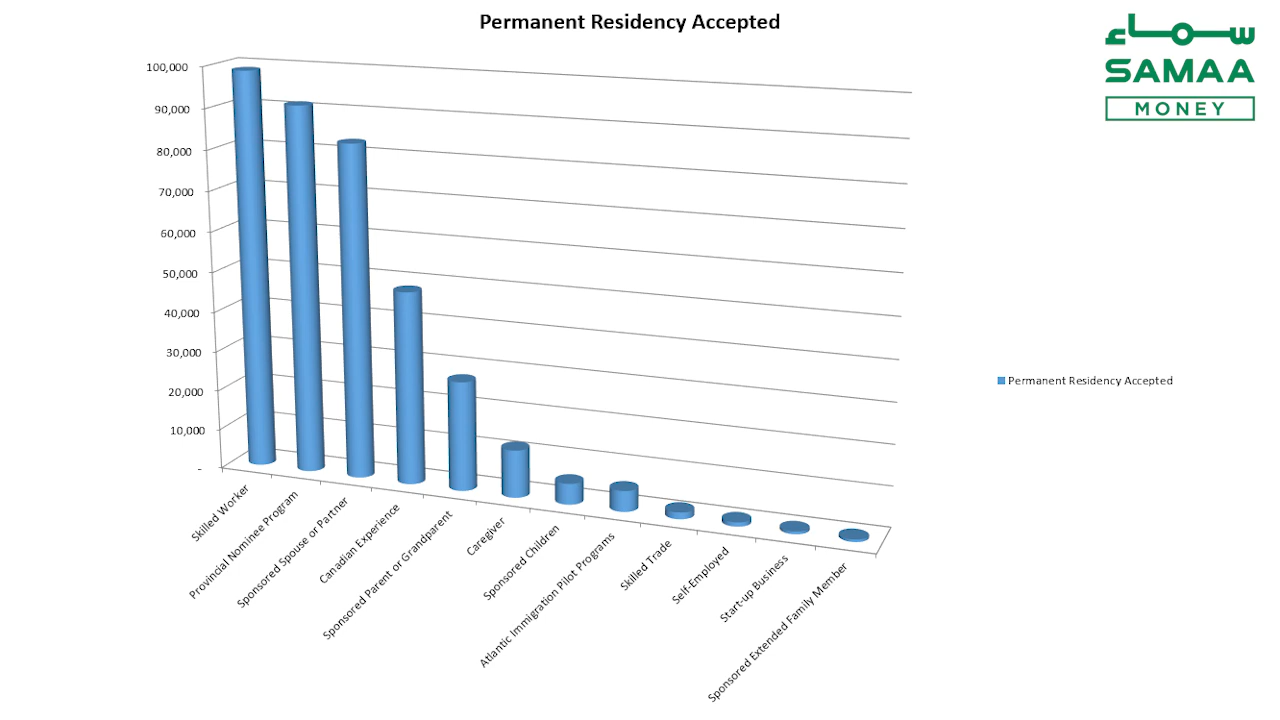 Permanent Residency Accepted
سماء
SAMAA
MONEY
100,000
90,000
80,000
70,000
60,000
50,000
40,000
30,000
20,000
10,000
-
Skilled Worker
Provincial Nominee Program
Sponsored Spouse or Partner
Canadian Experience
Sponsored Parent or Grandparent
Caregiver
Sponsored Children
Atlantic Immigration Pilot Programs
Skilled Trade
Self-Employed
Start-up Business
Sponsored Extended Family Member
Permanent Residency Accepted